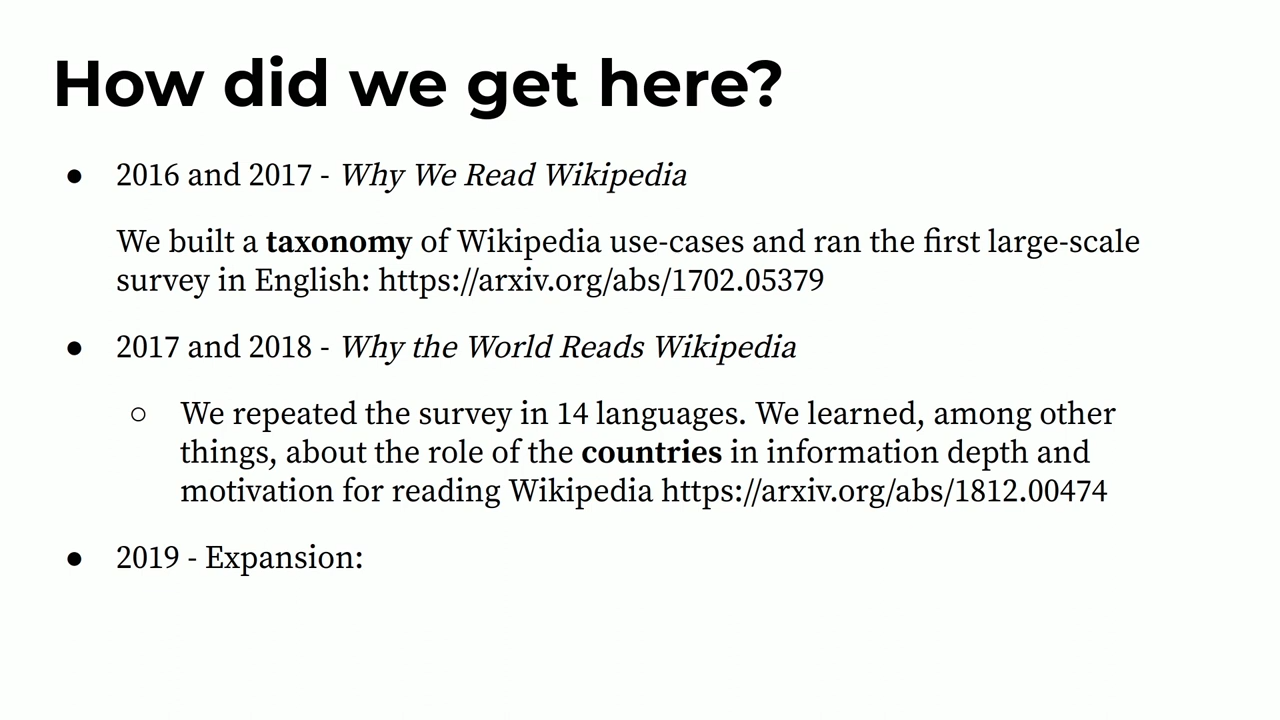 How did we get here?
● 2016 and 2017 - Why We Read Wikipedia
We built a taxonomy of Wikipedia use-cases and ran the first large-scale
survey in English: https://arxiv.org/abs/1702.05379
● 2017 and 2018 - Why the World Reads Wikipedia
○ We repeated the survey in 14 languages. We learned, among other
things, about the role of the countries in information depth and
motivation for reading Wikipedia https://arxiv.org/abs/1812.00474
● 2019 - Expansion: